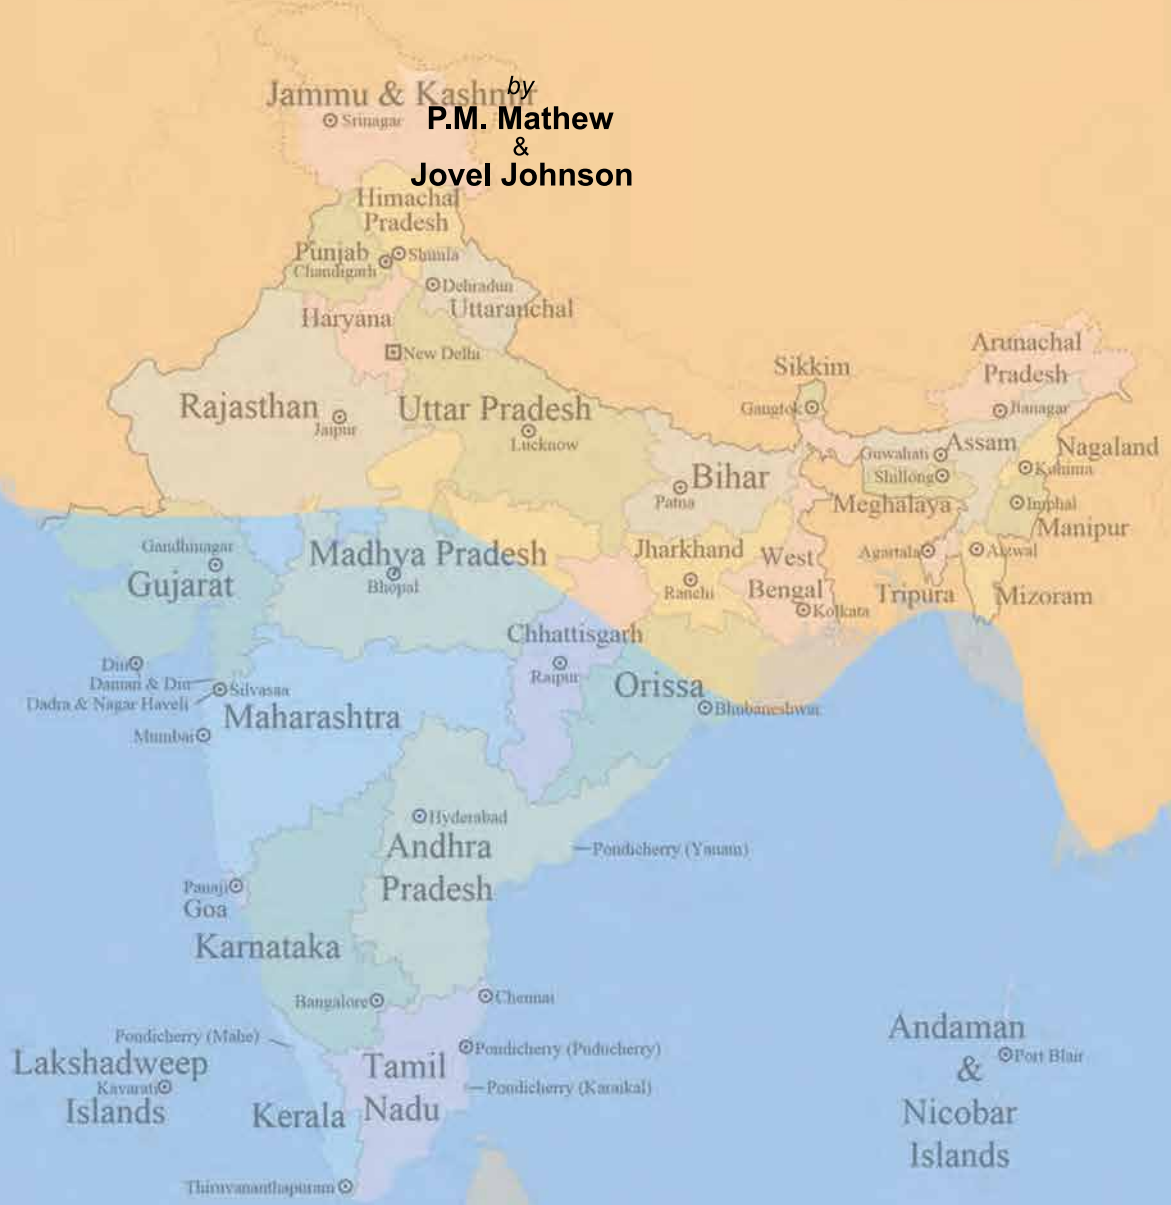 by
P.M. Mathew
&
Jovel Johnson
Jammu & Kashmir
Srinagar
Himachal
Pradesh
Punjab
Shimla
Chandigarh
Dehradun
Uttaranchal
Haryana
New Delhi
Rajasthan
Jaipur
Uttar Pradesh
Lucknow
Sikkim
Gangtok
Arunachal
Pradesh
Itanagar
Assam
Guwahati
Nagaland
Kohima
Shillong
Meghalaya
Imphal
Manipur
Bihar
Patna
Agartala
Aizwal
Tripura
Mizoram
Gandhinagar
Gujarat
Madhya Pradesh
Bhopal
Jharkhand
Ranchi
West
Bengal
Kolkata
Chhattisgarh
Raipur
Orissa
Bhubaneshwar
Diu
Daman & Diu
Dadra & Nagar Haveli
Silvasaa
Maharashtra
Mumbai
Hyderabad
Andhra
Pradesh
Pondicherry (Yanam)
Panaji
Goa
Karnataka
Bangalore
Chennai
Pondicherry (Mahe)
Lakshadweep
Kavarati
Islands
Kerala
Tamil
Nadu
Pondicherry (Puducherry)
Pondicherry (Karaikal)
Thiruvananthapuram
Andaman
&
Port Blair
Nicobar
Islands